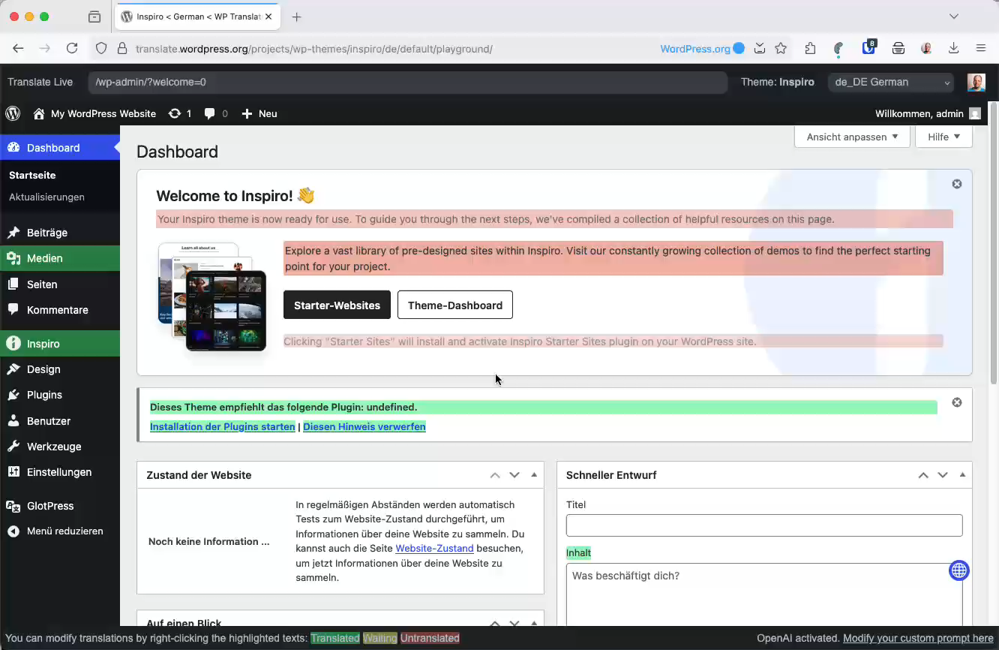 Inspiro < German < WP Translat
translate.wordpress.org/projects/wp-themes/inspiro/de/default/playground/
WordPress.org
8
Translate Live
/wp-admin/?welcome=0
Theme: Inspiro
de_DE German
My WordPress Website
1
0
Neu
Willkommen, admin
Dashboard
Startseite
Aktualisierungen
Beiträge
Medien
Seiten
Kommentare
Inspiro
Design
Plugins
Benutzer
Werkzeuge
Einstellungen
GlotPress
Menü reduzieren
Ansicht anpassen
Hilfe
Dashboard
Welcome to Inspiro! 👋
Your Inspiro theme is now ready for use. To guide you through the next steps, we've compiled a collection of helpful resources on this page.
Learn all about us
Explore a vast library of pre-designed sites within Inspiro. Visit our constantly growing collection of demos to find the perfect starting
point for your project.
Starter-Websites
Theme-Dashboard
Clicking "Starter Sites" will install and activate Inspiro Starter Sites plugin on your WordPress site.
Dieses Theme empfiehlt das folgende Plugin: undefined.
Installation der Plugins starten | Diesen Hinweis verwerfen
Zustand der Website
Noch keine Information ...
In regelmäßigen Abständen werden automatisch
Tests zum Website-Zustand durchgeführt, um
Informationen über deine Website zu sammeln. Du
kannst auch die Seite Website-Zustand besuchen,
um jetzt Informationen über deine Website zu
sammeln.
Auf einen Blick
Schneller Entwurf
Titel
Inhalt
Was beschäftigt dich?
You can modify translations by right-clicking the highlighted texts: Translated Waiting Untranslated
OpenAI activated. Modify your custom prompt here